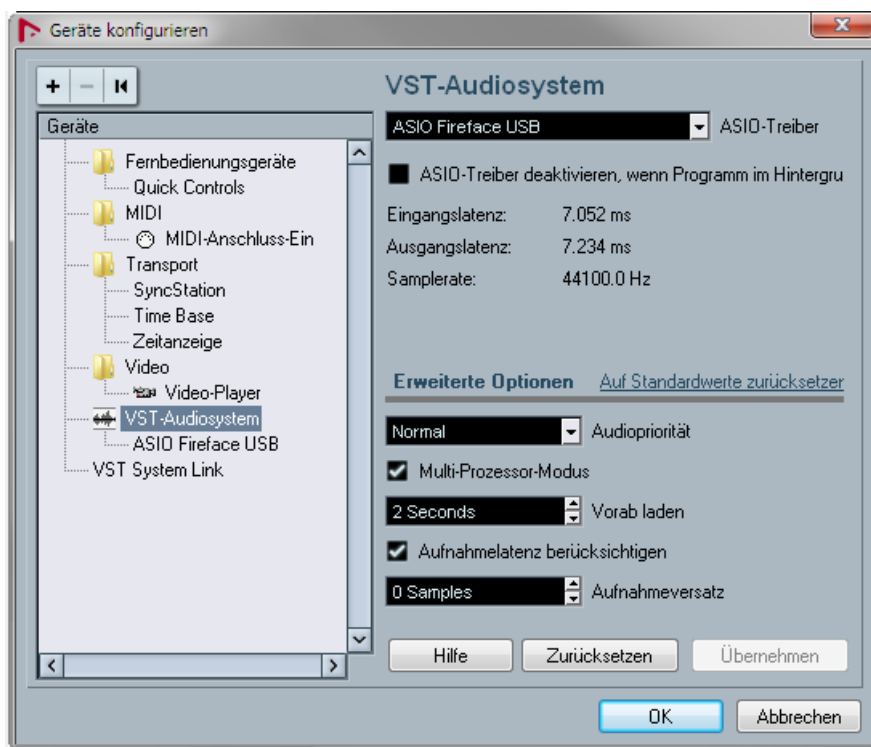 Geräte konfigurieren
Geräte
Fernbedienungsgeräte
Quick Controls
MIDI
MIDI-Anschluss-Ein
Transport
SyncStation
Time Base
Zeitanzeige
Video
Video-Player
VST-Audiosystem
ASIO Fireface USB
VST System Link
VST-Audiosystem
ASIO Fireface USB ASIO-Treiber
ASIO-Treiber deaktivieren, wenn Programm im Hintergru
Eingangslatenz: 7.052 ms
Ausgangslatenz: 7.234 ms
Samplerate: 44100.0 Hz
Erweiterte Optionen Auf Standardwerte zurücksetzer
Normal Audiopriorität
Multi-Prozessor-Modus
2 Seconds Vorab laden
Aufnahmelatenz berücksichtigen
0 Samples Aufnahmeversatz
Hilfe Zurücksetzen Übernehmen
OK Abbrechen